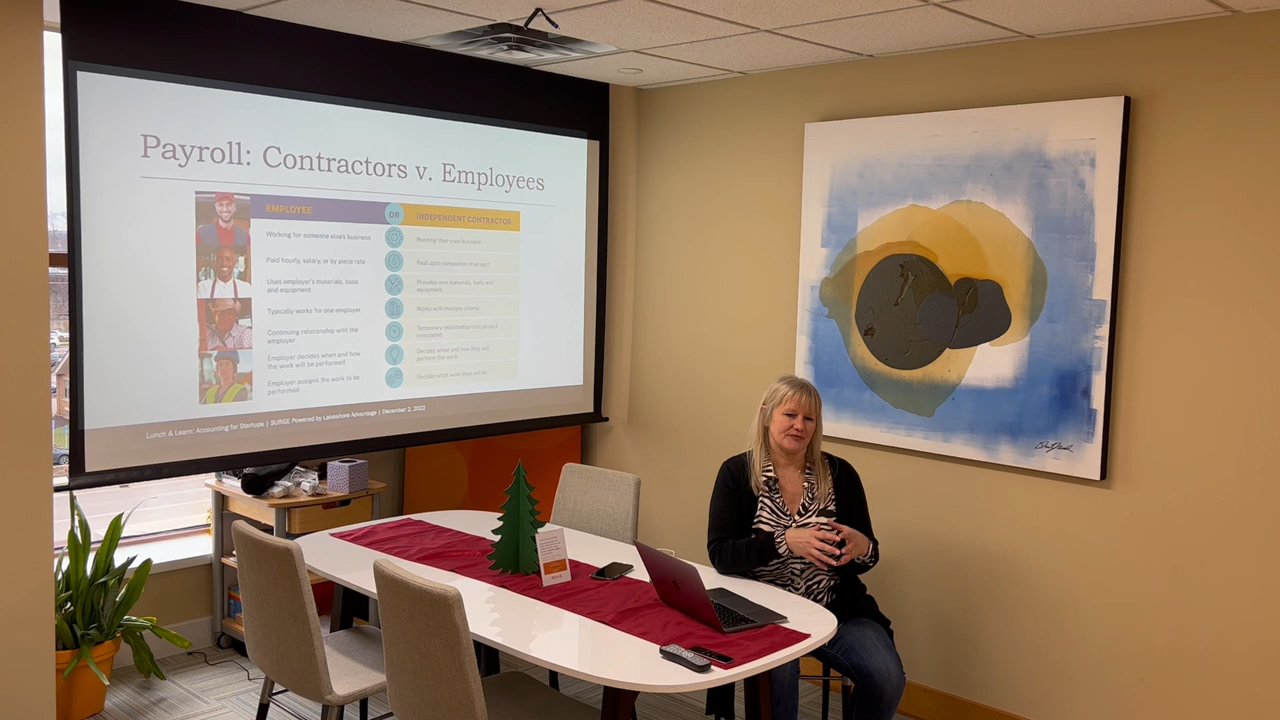 Payroll: Contractors v. Employees
EMPLOYEE
OR
INDEPENDENT CONTRACTOR
Working for someone else's business
Running their own business
Paid hourly, salary, or by piece rate
Paid upon completion of project
Uses employer's materials, tools
and equipment
Provides own materials, tools and
equipment
Typically works for one employer
Works with multiple clients
Continuing relationship with the
employer
Temporary relationship until project
completed
Employer decides when and how
the work will be performed
Decides when and how they will
perform the work
Employer assigns the work to be
performed
Decides what work they will do
Lunch & Learn: Accounting for Startups | SURGE Powered by Lakeshore Advantage | December 2, 2022